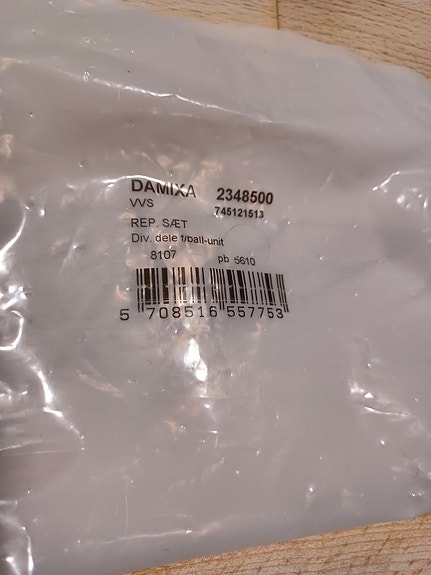 DAMIXA 2348500
VVS 745121513
REP. SÆT
Div. dele f/ball-unit
8107 pb 5610
5 708516 557753